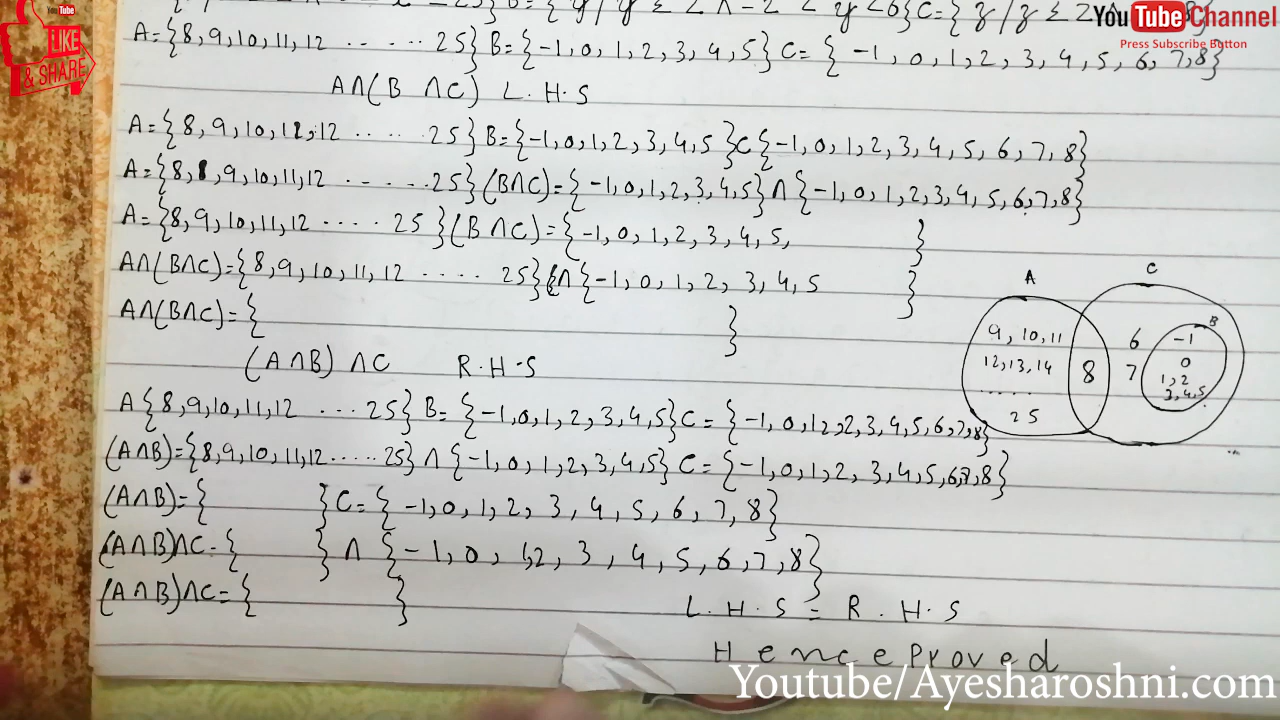 B={y/y Σ Z ∧ -2 < y < 6} C={z/z Σ Z ∧
YouTube Channel
Press Subscribe Button
YouTube
LIKE
& SHARE
A={8,9,10,11,12 ..... 25} B={-1,0,1,2,3,4,5} C={-1,0,1,2,3,4,5,6,7,8}
A∩(B ∩C) L.H.S
A={8,9,10,12,12 ..... 25} B={-1,0,1,2,3,4,5} C{-1,0,1,2,3,4,5,6,7,8}
A={8,8,9,10,11,12 ..... 25} (B∩C)={-1,0,1,2,3,4,5} ∩ {-1,0,1,2,3,4,5,6,7,8}
A={8,9,10,11,12 .... 25} (B∩C)={-1,0,1,2,3,4,5, }
A∩(B∩C)={8,9,10,11,12 ..... 25} ∩{-1,0,1,2,3,4,5 }
A∩(B∩C)={ }
(A∩B) ∩C R.H.S
A C
B
9,10,11
12,13,14
......
25
8
6
7
-1
0
1,2
3,4,5
A{8,9,10,11,12 ... 25} B={-1,0,1,2,3,4,5} C={-1,0,12,2,3,4,5,6,7,8}
(A∩B)={8,9,10,11,12..... 25} ∩ {-1,0,1,2,3,4,5} C={-1,0,1,2,3,4,5,6,7,8}
(A∩B)={ } C={-1,0,1,2,3,4,5,6,7,8}
(A∩B)∩C={ } ∩ {-1,0,1,2,3,4,5,6,7,8}
(A∩B)∩C={ }
L.H.S = R.H.S
Hence Proved
Youtube/Ayesharoshni.com